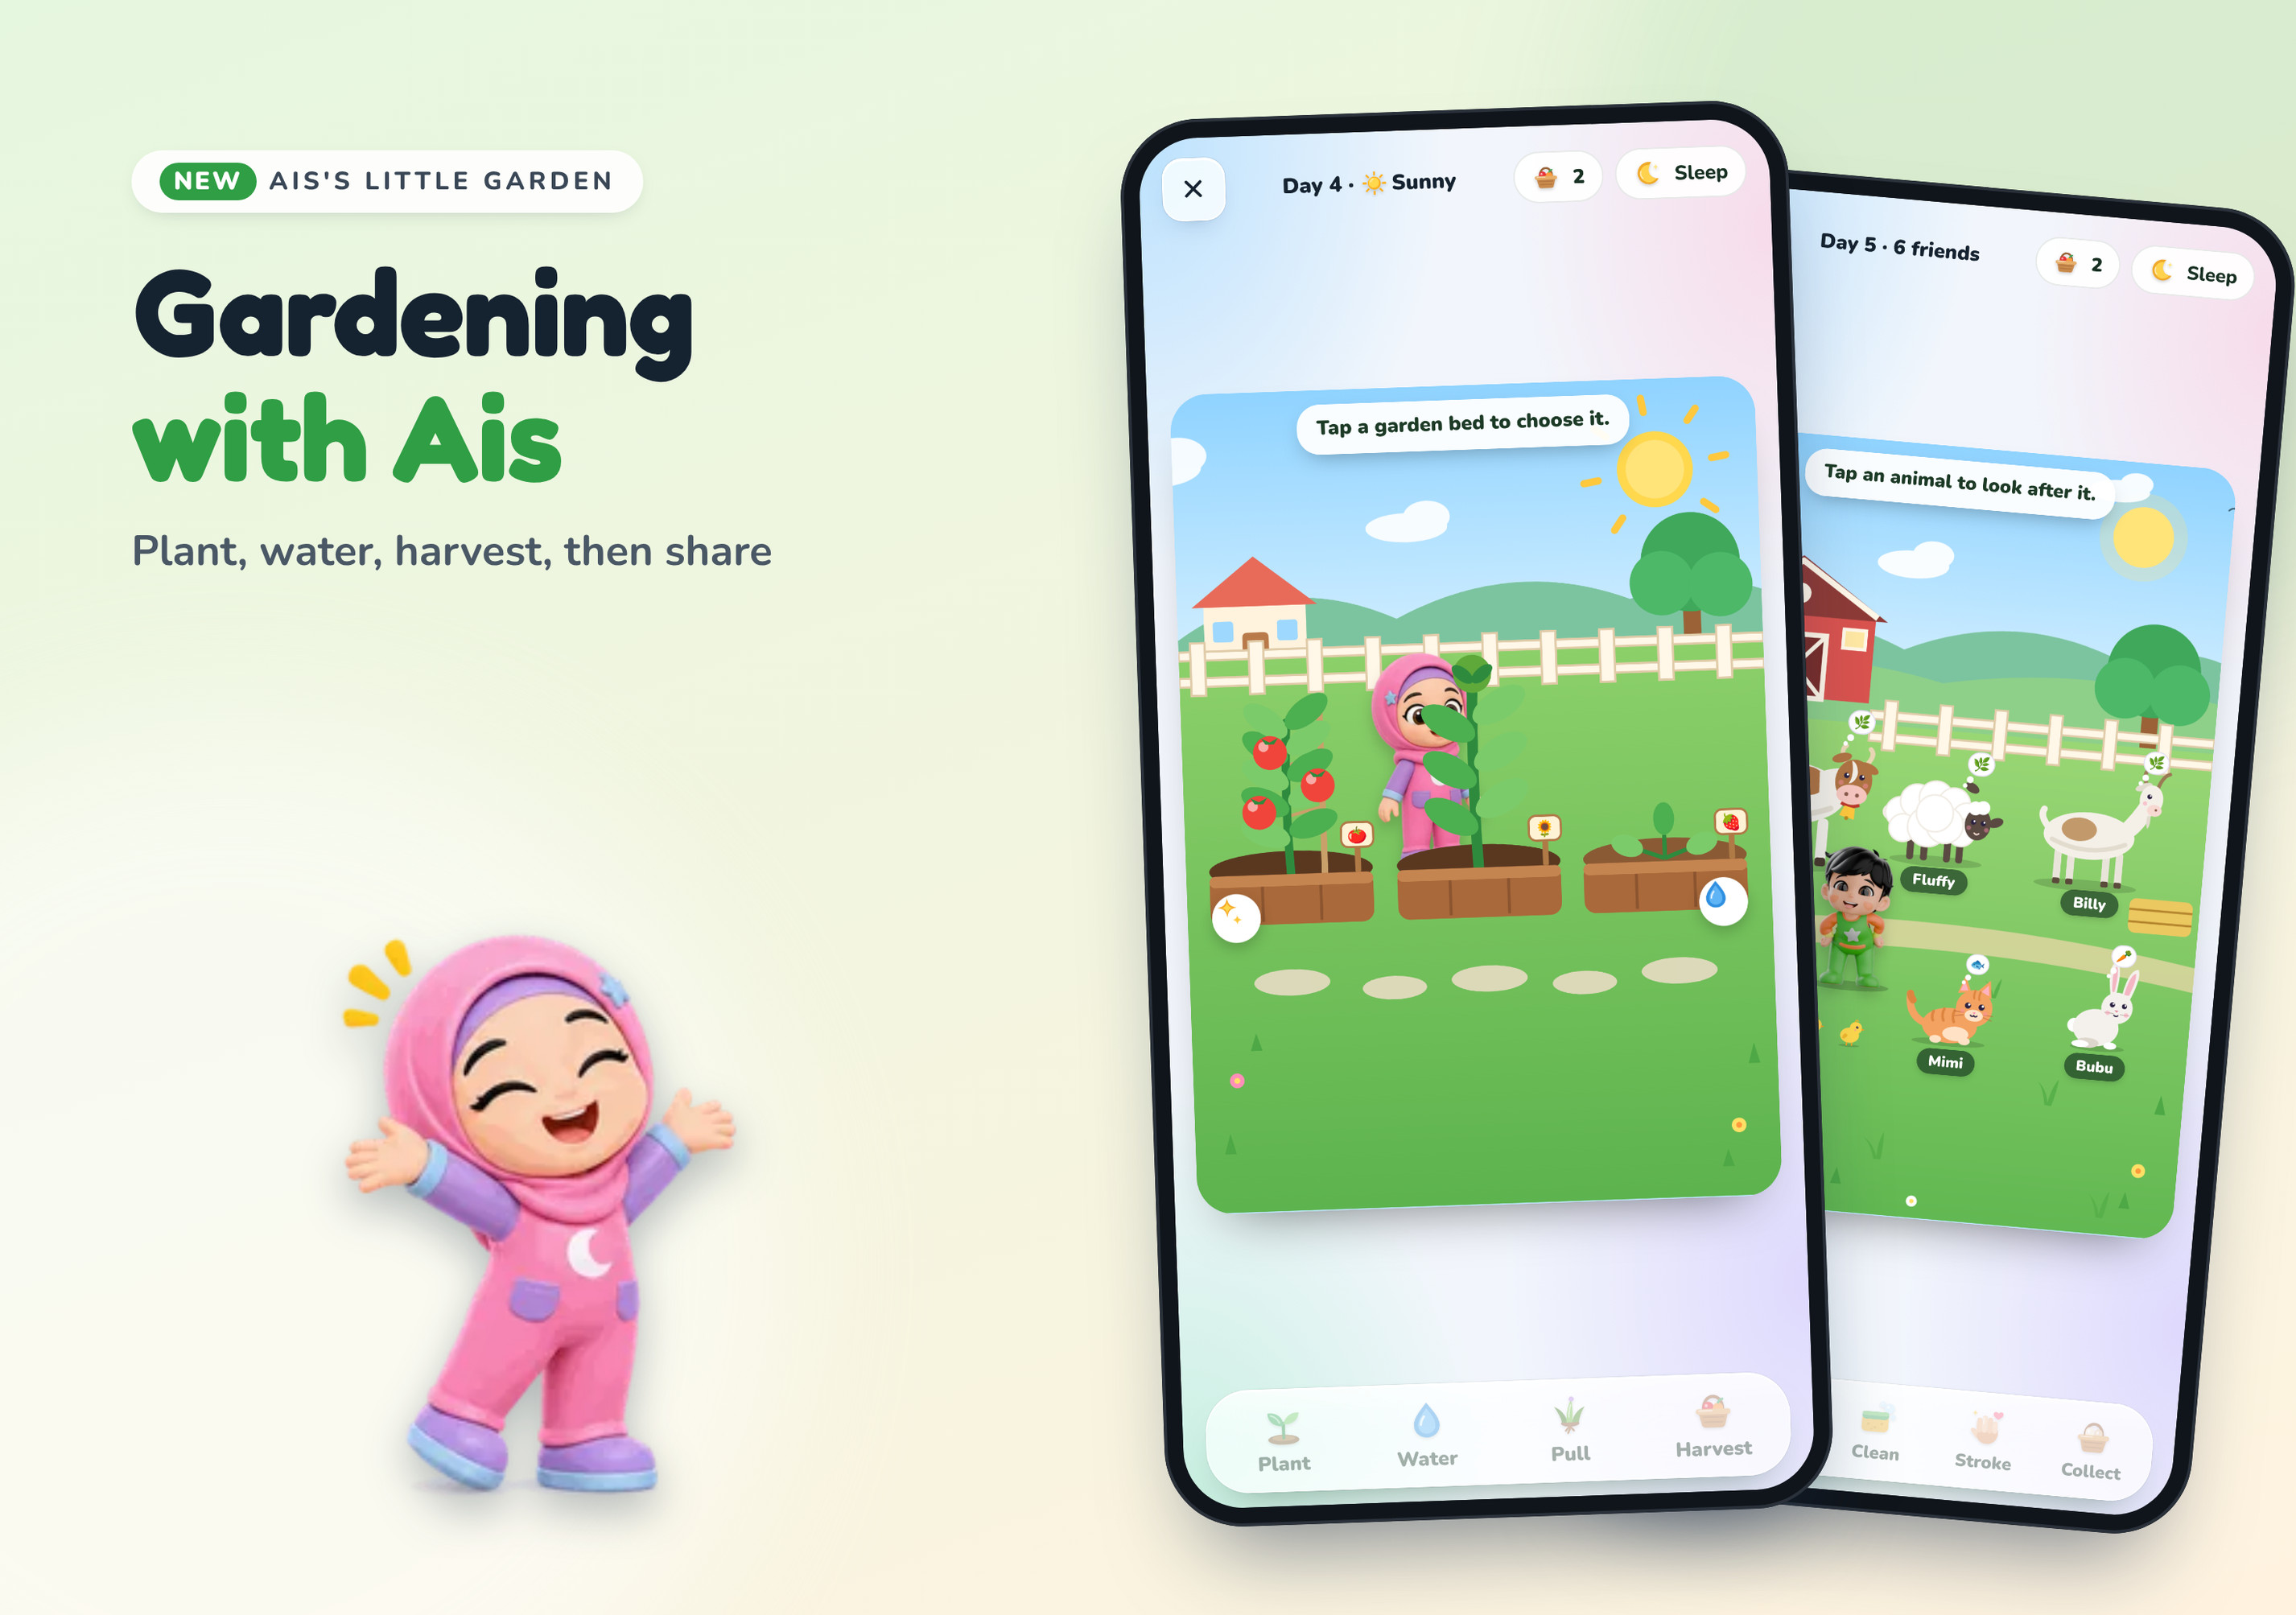 NEW AIS'S LITTLE GARDEN
Gardening
with Ais
Plant, water, harvest, then share
Day 4 · ☀️ Sunny
2
Sleep
Tap a garden bed to choose it.
Plant
Water
Pull
Harvest
Day 5 · 6 friends
2
Sleep
Tap an animal to look after it.
Fluffy
Billy
Mimi
Bubu
Clean
Stroke
Collect